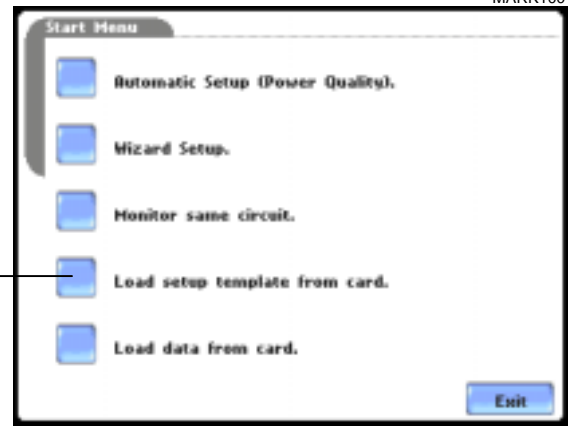 Start Menu
Automatic Setup (Power Quality).
Wizard Setup.
Monitor same circuit.
Load setup template from card.
Load data from card.
Exit